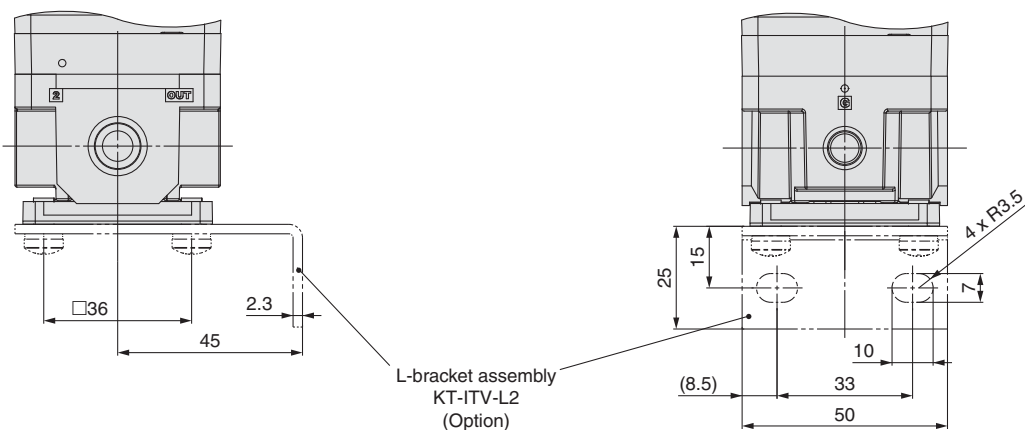 2
OUT
G
□36
2.3
45
L-bracket assembly
KT-ITV-L2
(Option)
25
15
4 x R3.5
7
10
(8.5)
33
50